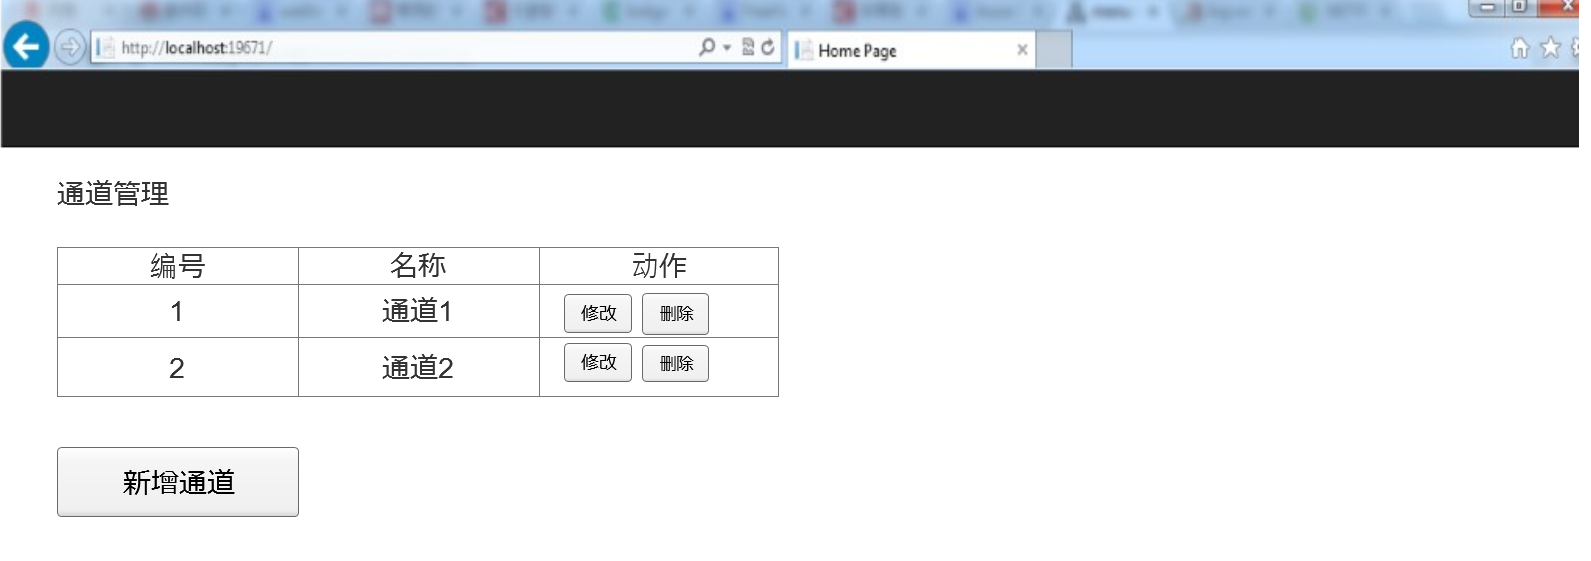 http://localhost:19671/
Home Page
通道管理
编号 名称 动作
1 通道1 修改 删除
2 通道2 修改 删除
新增通道